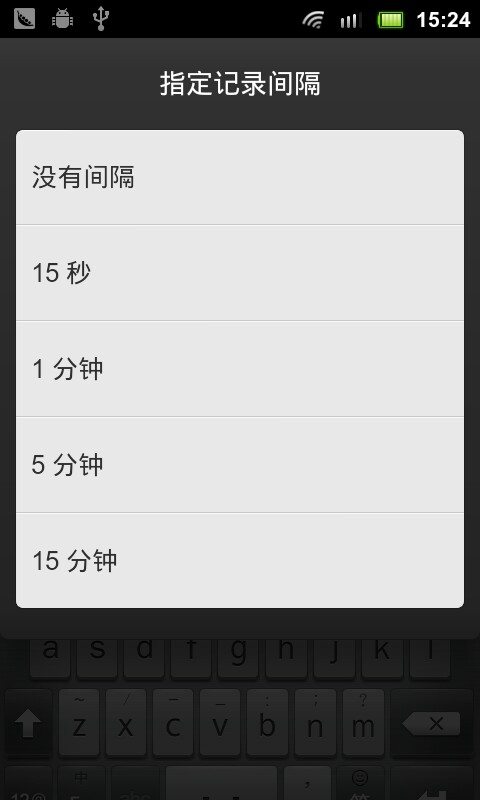 15:24
指定记录间隔
没有间隔
15 秒
1 分钟
5 分钟
15 分钟
a s d f g h j k l
~ / – _ : ; ?
z x c v b n m
中 ,